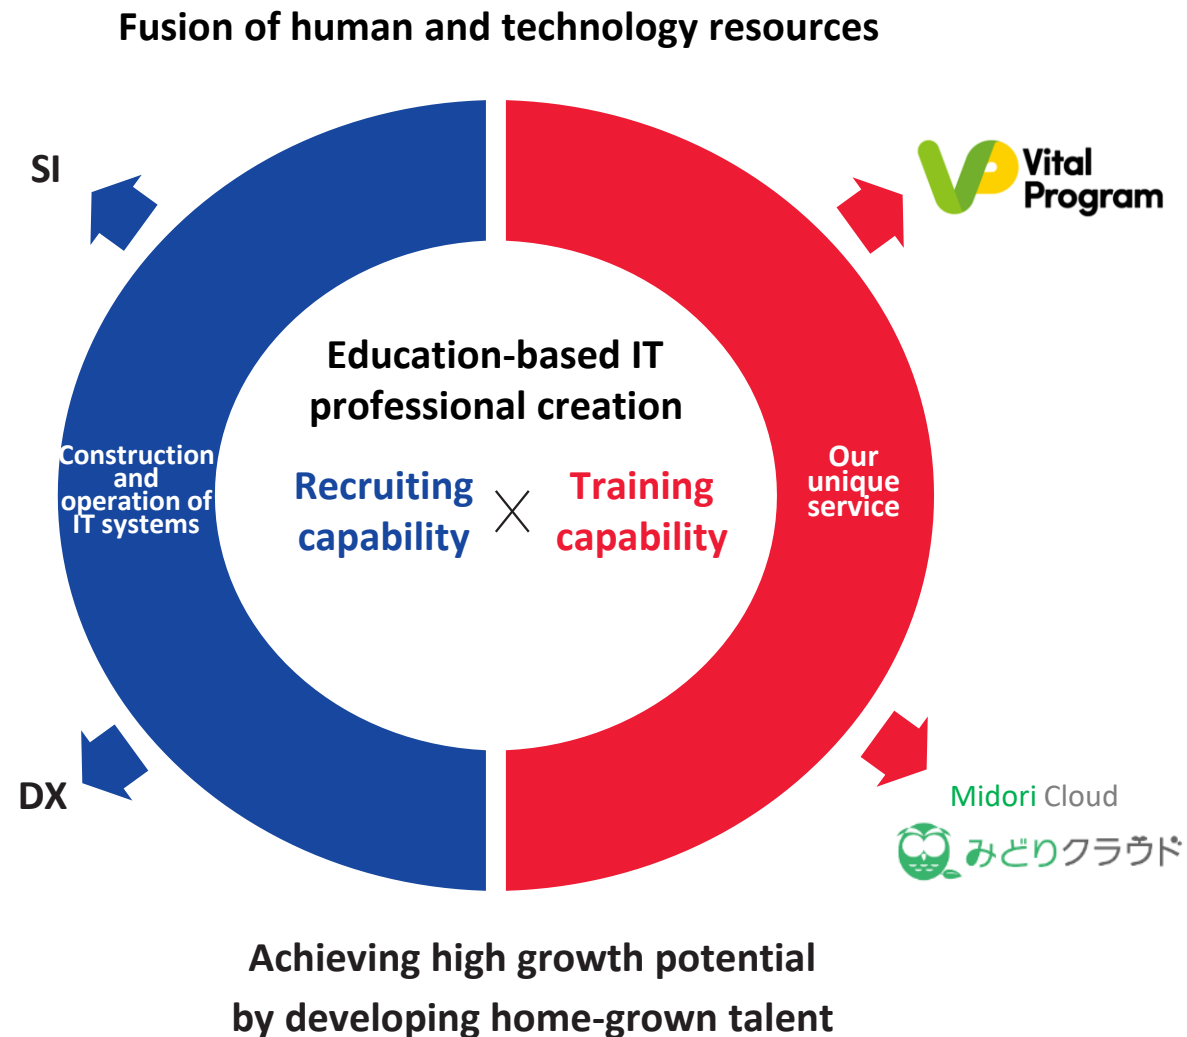 Fusion of human and technology resources
SI
Vital
Program
Education-based IT
professional creation
Construction
and
operation of
IT systems
Recruiting
capability
×
Training
capability
Our
unique
service
DX
Midori Cloud
みどりクラウド
Achieving high growth potential
by developing home-grown talent